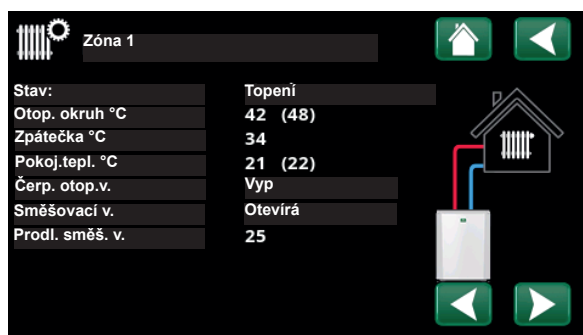 Zóna 1
Stav: Topení
Otop. okruh °C 42 (48)
Zpátečka °C 34
Pokoj.tepl. °C 21 (22)
Čerp. otop.v. Vyp
Směšovací v. Otevírá
Prodl. směš. v. 25